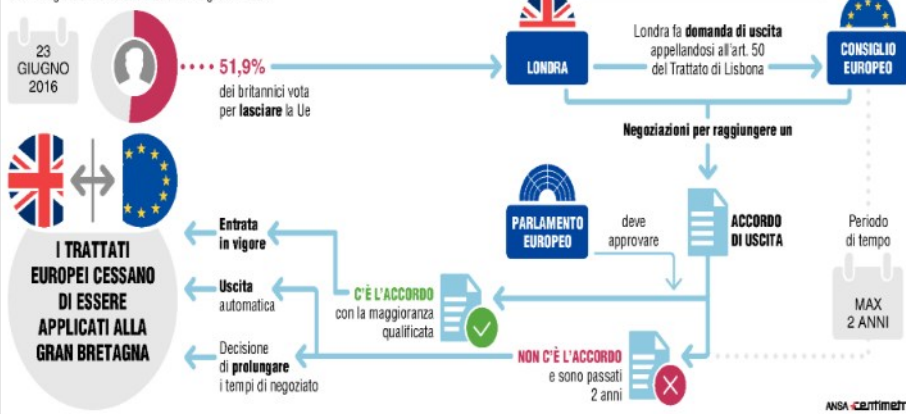 23
GIUGNO
2016
51,9%
dei britannici vota
per lasciare la Ue
LONDRA
Londra fa domanda di uscita
appellandosi all'art. 50
del Trattato di Lisbona
CONSIGLIO
EUROPEO
Negoziazioni per raggiungere un
PARLAMENTO
EUROPEO
deve
approvare
ACCORDO
DI USCITA
Periodo
di tempo
MAX
2 ANNI
I TRATTATI
EUROPEI CESSANO
DI ESSERE
APPLICATI ALLA
GRAN BRETAGNA
Entrata
in vigore
Uscita
automatica
Decisione
di prolungare
i tempi di negoziato
C'È L'ACCORDO
con la maggioranza
qualificata
NON C'È L'ACCORDO
e sono passati
2 anni
ANSA centimetri